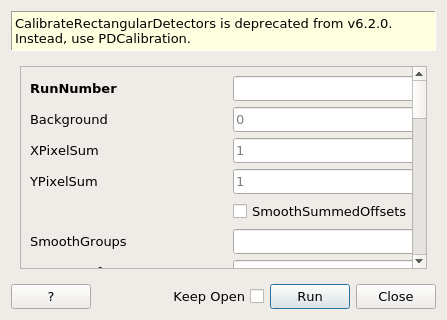 CalibrateRectangularDetectors is deprecated from v6.2.0.
Instead, use PDCalibration.
RunNumber
Background 0
XPixelSum 1
YPixelSum 1
SmoothSummedOffsets
SmoothGroups
? Keep Open Run Close